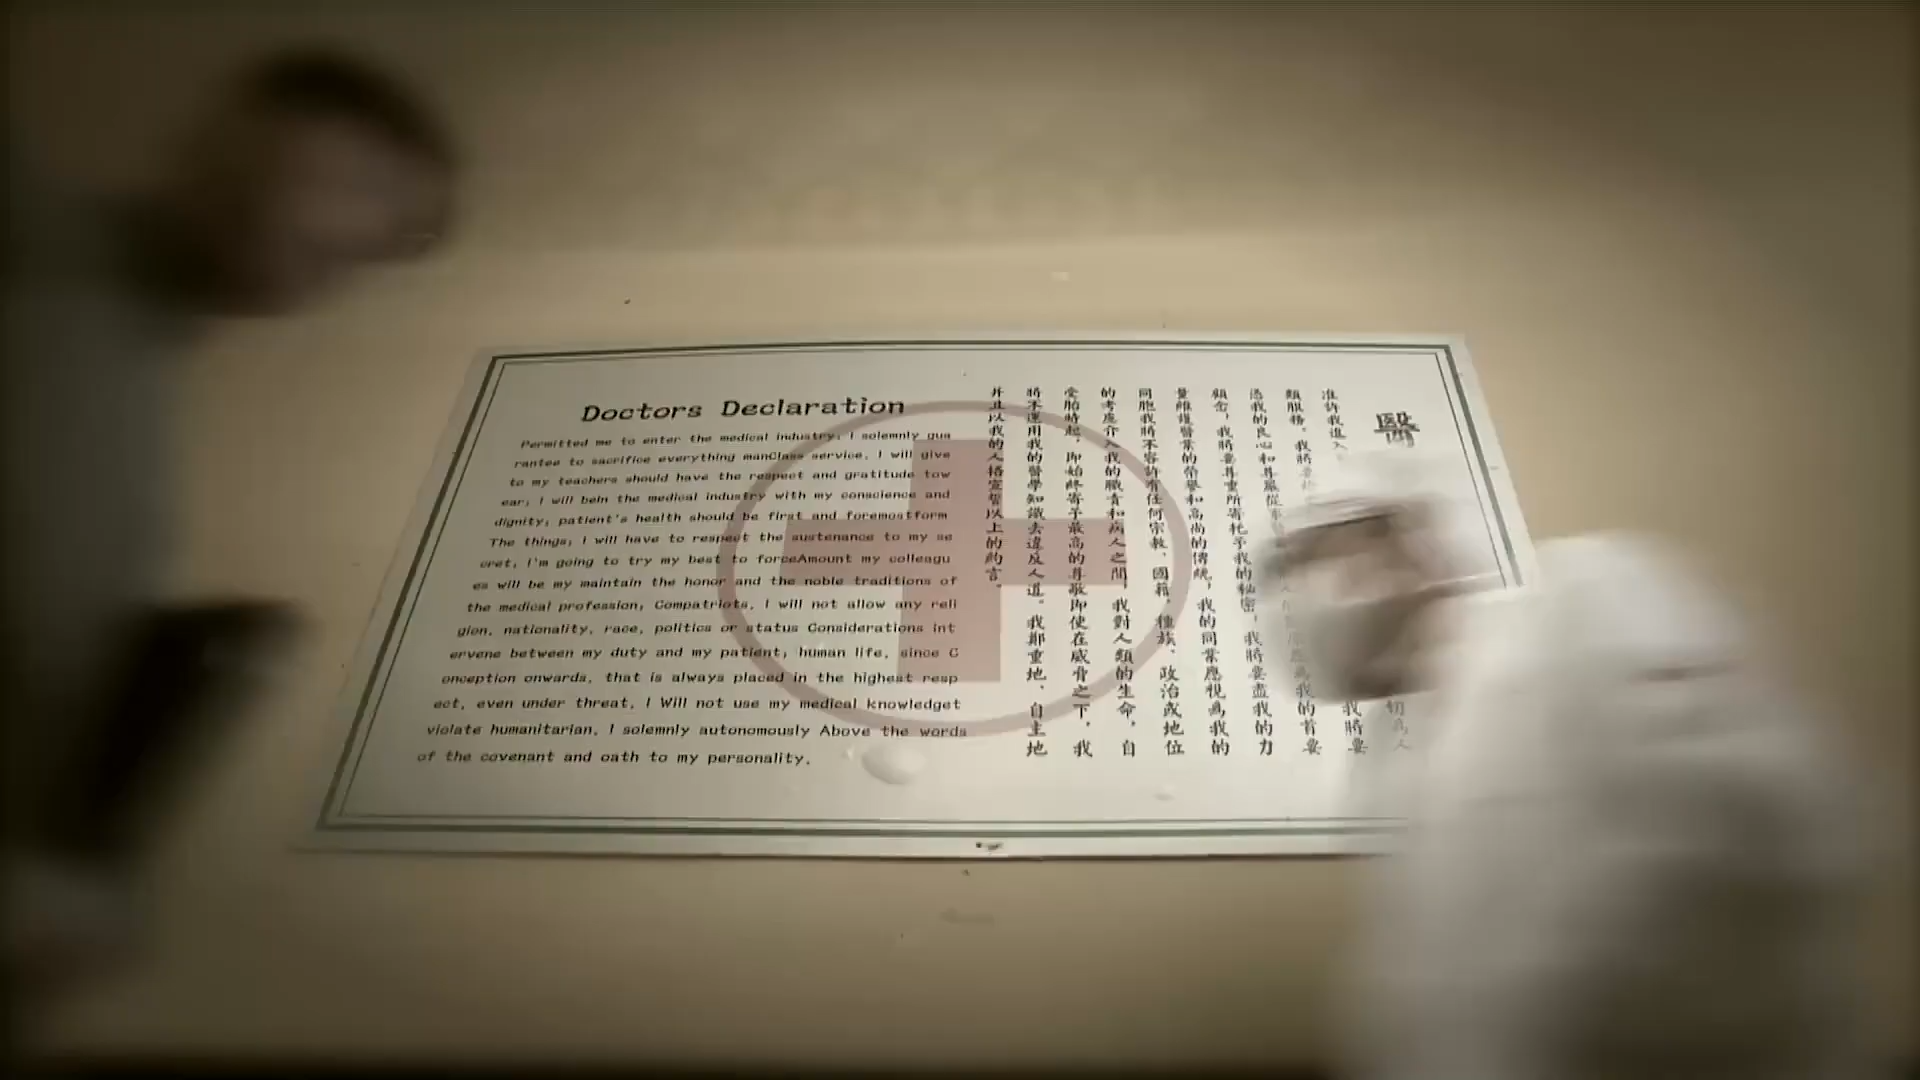 Doctors Declaration
Permitted me to enter the medical industry; I solemnly gua
rantee to sacrifice everything manClass service, I will give
to my teachers should have the respect and gratitude tow
ear; I will beIn the medical industry with my conscience and
dignity; patient's health should be first and foremostform
The things; I will have to respect the sustenance to my se
cret, I'm going to try my best to forceAmount my colleagu
es will be my maintain the honor and the noble traditions of
the medical profession; Compatriots, I will not allow any reli
gion, nationality, race, politics or status Considerations int
ervene between my duty and my patient; human life, since C
onception onwards, that is always placed in the highest resp
ect, even under threat, I Will not use my medical knowledget
violate humanitarian. I solemnly autonomously Above the words
of the covenant and oath to my personality.
醫
准許我進入 切為人
類服務。我將要 我將要
憑我的良心和尊嚴從事 為我的首要
顧念，我將要尊重所寄托予我的秘密，我將要盡我的力
量維護醫業的榮譽和高尚的傳統，我的同業應視為我的
同胞我將不容許有任何宗教、國籍、種族、政治或地位
的考慮介入我的職責和病人之間，我對人類的生命，自
受胎時起，即始終寄予最高的尊敬即使在威脅之下，我
將不運用我的醫學知識去違反人道。我鄭重地、自主地
并且以我的人格宣誓以上的約言。